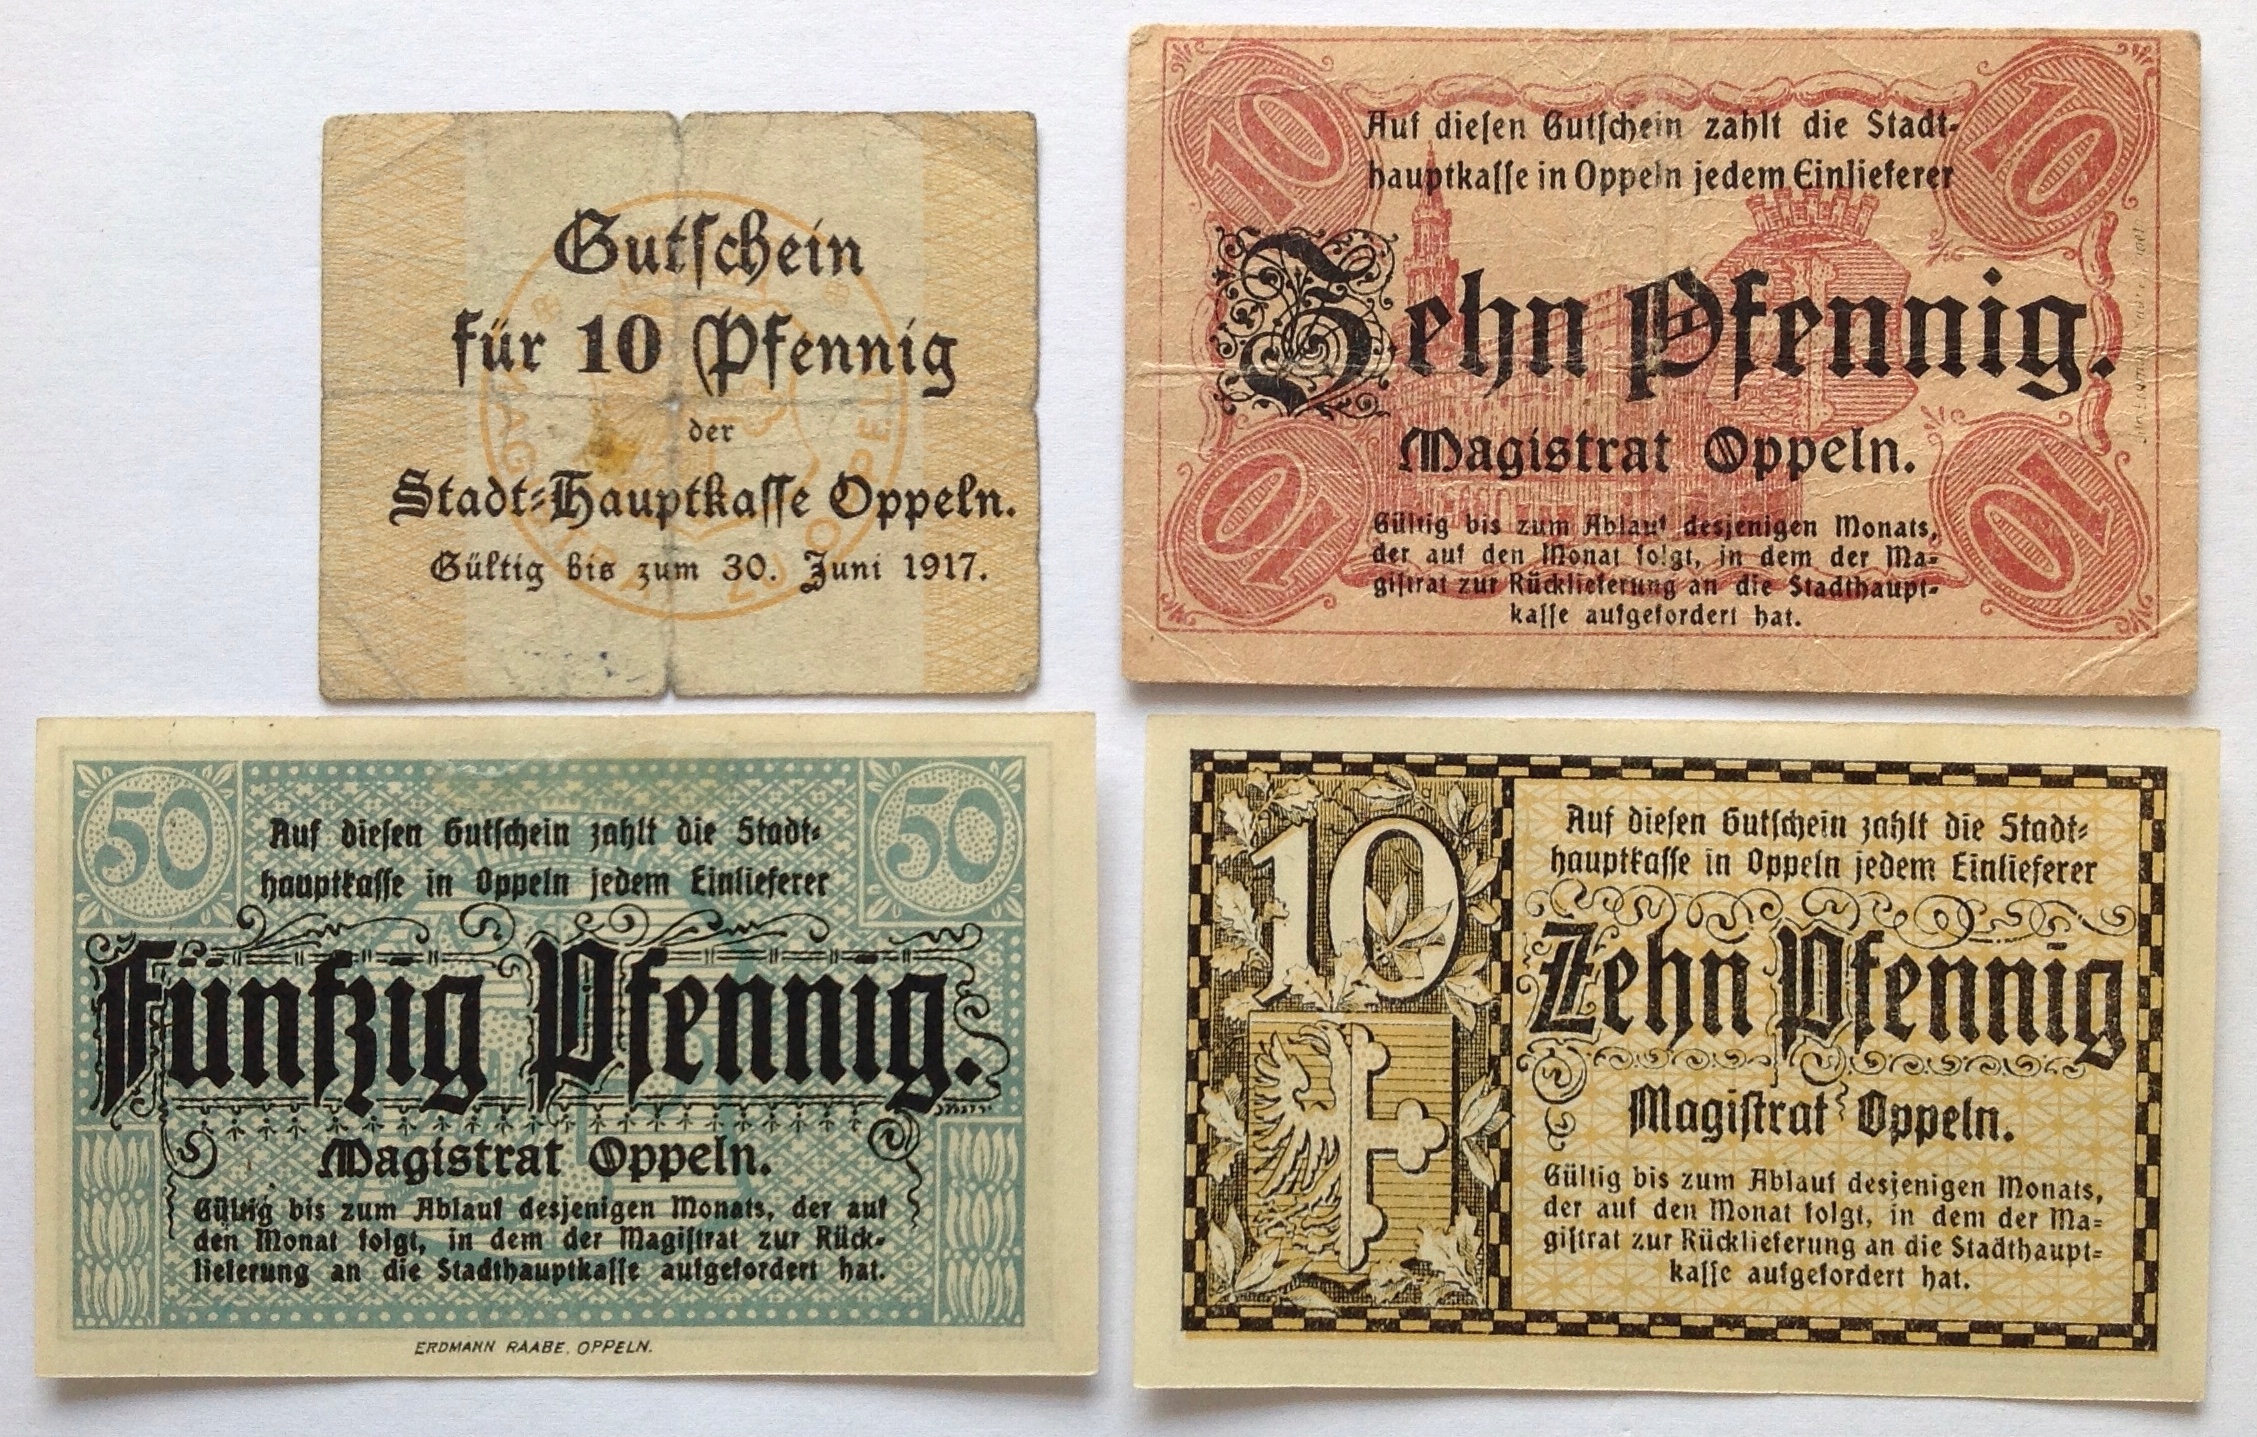 Gutschein
für 10 Pfennig
der
Stadt-Hauptkasse Oppeln.
Gültig bis zum 30. Juni 1917.
10 10
Auf diesen Gutschein zahlt die Stadt-
hauptkasse in Oppeln jedem Einlieferer
Zehn Pfennig.
Magistrat Oppeln.
Gültig bis zum Ablauf desjenigen Monats,
der auf den Monat folgt, in dem der Ma-
gistrat zur Rücklieferung an die Stadthaupt-
kasse aufgefordert hat.
10 10
50 50
Auf diesen Gutschein zahlt die Stadt-
hauptkasse in Oppeln jedem Einlieferer
Fünfzig Pfennig.
Magistrat Oppeln.
Gültig bis zum Ablauf desjenigen Monats, der auf
den Monat folgt, in dem der Magistrat zur Rück-
lieferung an die Stadthauptkasse aufgefordert hat.
ERDMANN RAABE, OPPELN.
10
Auf diesen Gutschein zahlt die Stadt-
hauptkasse in Oppeln jedem Einlieferer
Zehn Pfennig
Magistrat Oppeln.
Gültig bis zum Ablauf desjenigen Monats,
der auf den Monat folgt, in dem der Ma-
gistrat zur Rücklieferung an die Stadthaupt-
kasse aufgefordert hat.